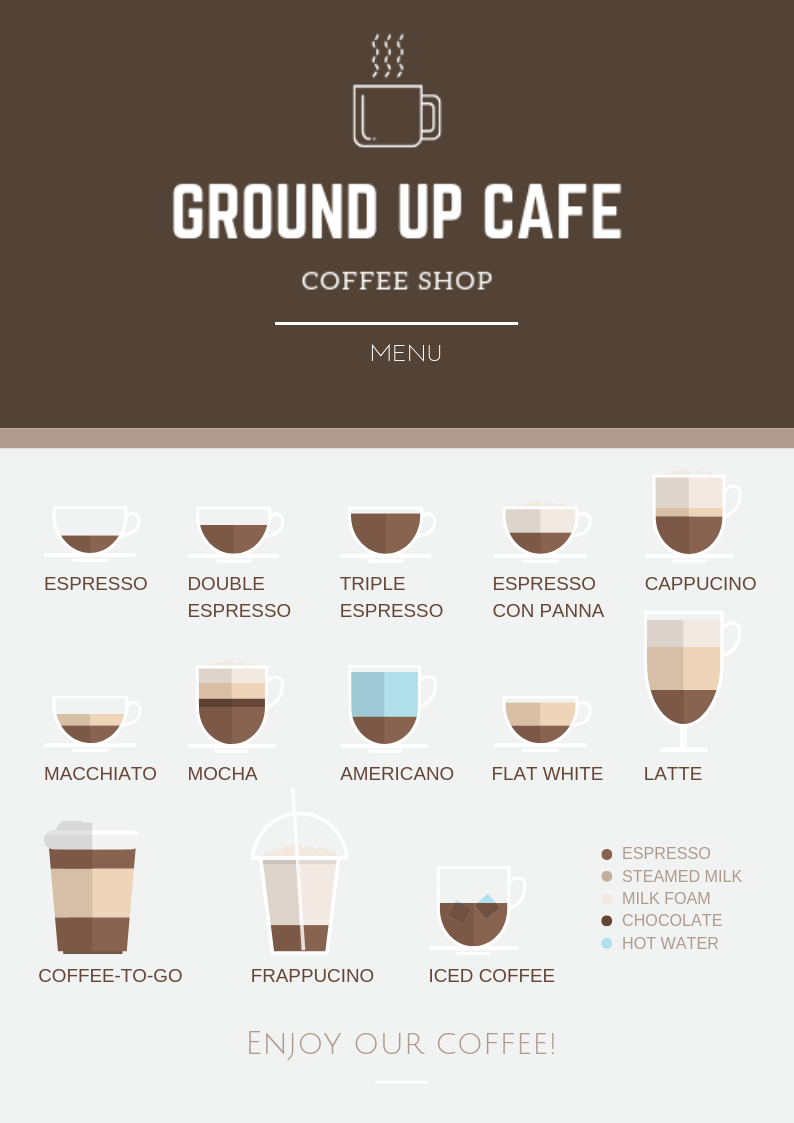 GROUND UP CAFE
COFFEE SHOP
MENU
ESPRESSO
DOUBLE
ESPRESSO
TRIPLE
ESPRESSO
ESPRESSO
CON PANNA
CAPPUCINO
MACCHIATO
MOCHA
AMERICANO
FLAT WHITE
LATTE
COFFEE-TO-GO
FRAPPUCINO
ICED COFFEE
ESPRESSO
STEAMED MILK
MILK FOAM
CHOCOLATE
HOT WATER
ENJOY OUR COFFEE!